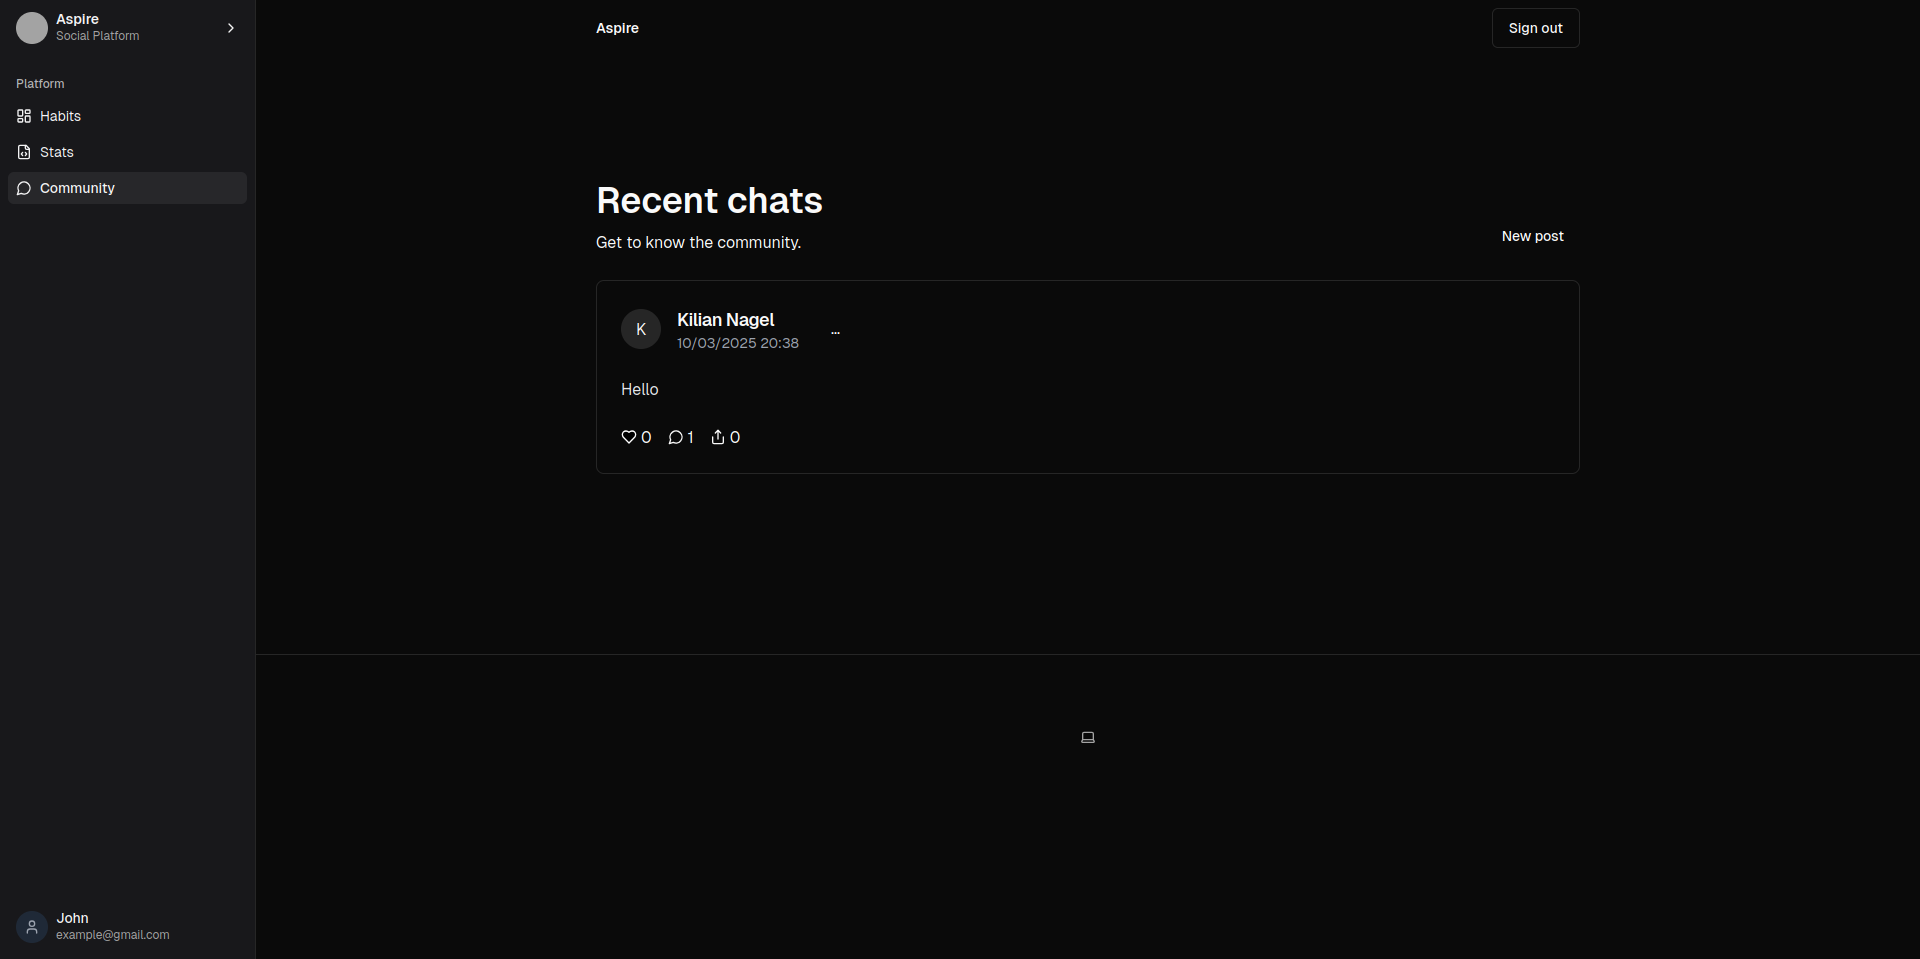 Aspire
Social Platform
Platform
Habits
Stats
Community
John
example@gmail.com
Aspire
Sign out
Recent chats
Get to know the community.
New post
K
Kilian Nagel
10/03/2025 20:38
...
Hello
0 1 0